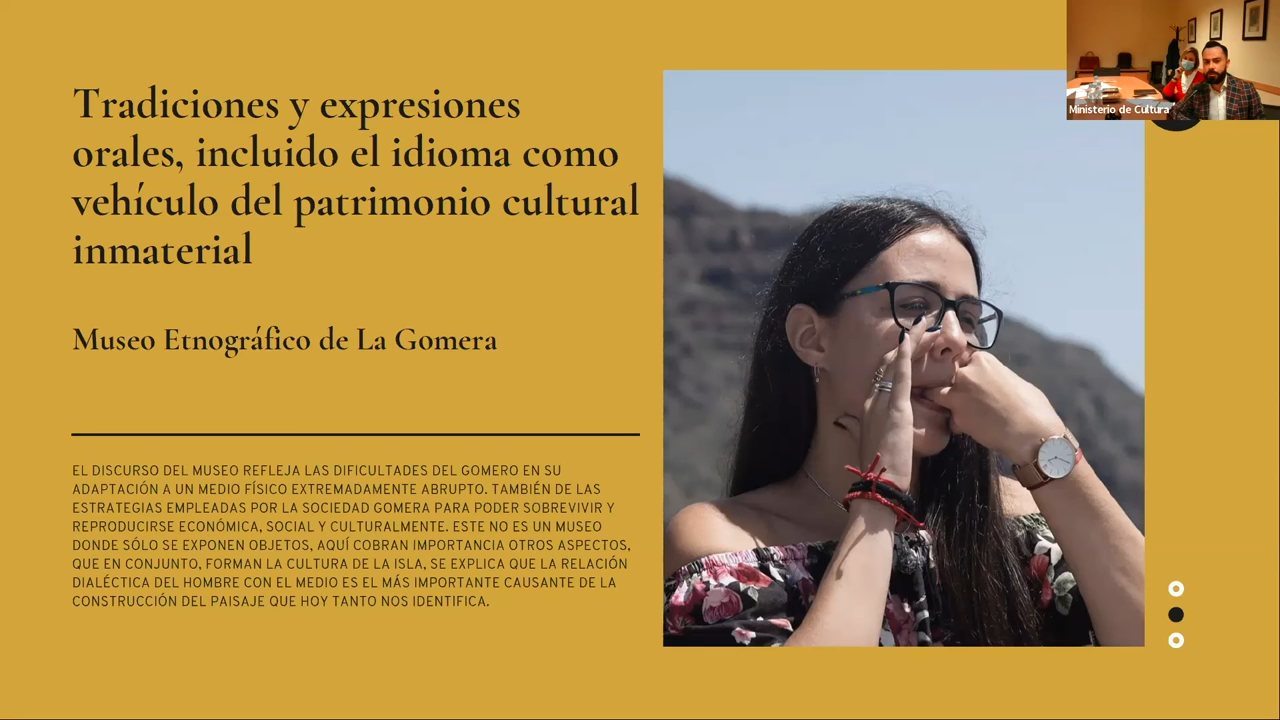 Tradiciones y expresiones
orales, incluido el idioma como
vehículo del patrimonio cultural
inmaterial
Museo Etnográfico de La Gomera
EL DISCURSO DEL MUSEO REFLEJA LAS DIFICULTADES DEL GOMERO EN SU
ADAPTACIÓN A UN MEDIO FÍSICO EXTREMADAMENTE ABRUPTO. TAMBIÉN DE LAS
ESTRATEGIAS EMPLEADAS POR LA SOCIEDAD GOMERA PARA PODER SOBREVIVIR Y
REPRODUCIRSE ECONÓMICA, SOCIAL Y CULTURALMENTE. ESTE NO ES UN MUSEO
DONDE SÓLO SE EXPONEN OBJETOS, AQUÍ COBRAN IMPORTANCIA OTROS ASPECTOS,
QUE EN CONJUNTO, FORMAN LA CULTURA DE LA ISLA, SE EXPLICA QUE LA RELACIÓN
DIALÉCTICA DEL HOMBRE CON EL MEDIO ES EL MÁS IMPORTANTE CAUSANTE DE LA
CONSTRUCCIÓN DEL PAISAJE QUE HOY TANTO NOS IDENTIFICA.
Ministerio de Cultura